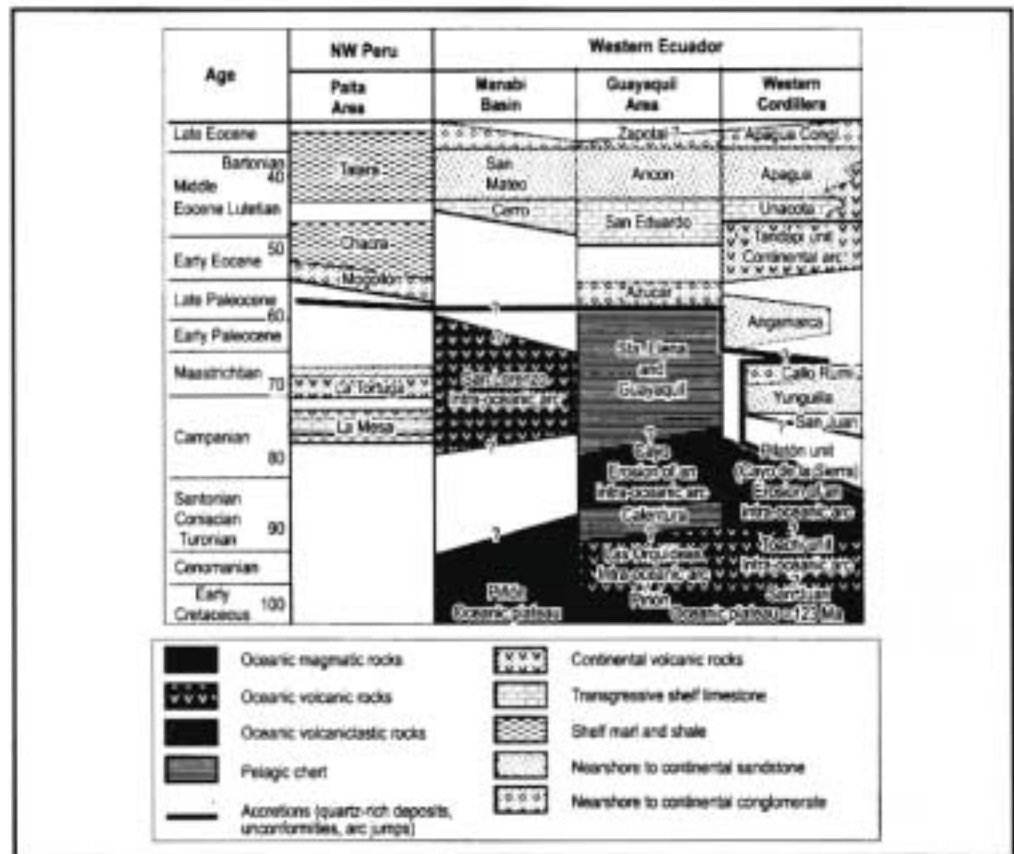 Age
NW Peru
Western Ecuador
Paita Area
Manabi Basin
Guayaquil Area
Western Cordillera
Late Eocene
Bartonian
40
Middle
Eocene Lutetian
50
Early Eocene
Late Paleocene
60
Early Paleocene
Maastrichtian
70
Campanian
80
Santonian
Coniacian
Turonian
90
Cenomanian
Early
Cretaceous
100
Talara
Chacra
Mogollón
La Tortuga
La Mesa
San
Mateo
Cerro
?
San Lorenzo
Intra-oceanic arc
?
?
Piñón
Oceanic plateau
Zapotal ?
Ancon
San Eduardo
Azucar
Sta Elena
and
Guayaquil
?
Cayo
Erosion of an
intra-oceanic arc
Calentura
?
Las Orquideas
Intra-oceanic arc
Piñón
Apagua Congl.
Apagua
Unacota
Tandapi unit
Continental arc
Angamarca
?
Callo Rumi
Yunguilla
? San Juan
Pilatón unit
(Cayo de la Sierra)
Erosion of an
intra-oceanic arc
?
Toachi unit
Intra-oceanic arc
?
San Juan
Oceanic plateau 123 Ma
Oceanic magmatic rocks
Oceanic volcanic rocks
Oceanic volcaniclastic rocks
Pelagic chert
Accretions (quartz-rich deposits,
unconformities, arc jumps)
Continental volcanic rocks
Transgressive shelf limestone
Shelf marl and shale
Nearshore to continental sandstone
Nearshore to continental conglomerate